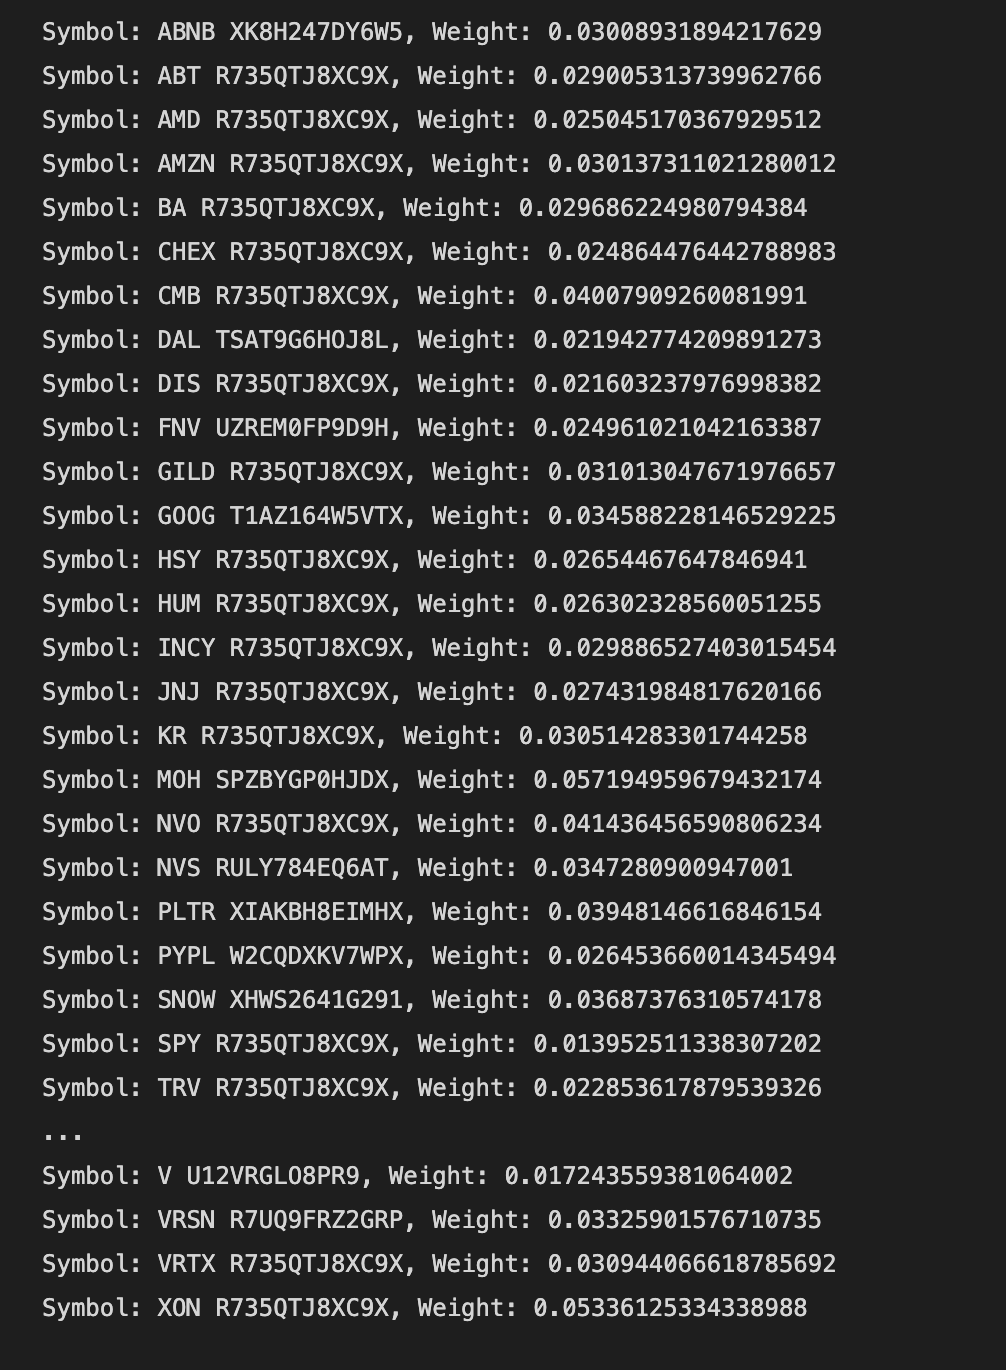 Symbol: ABNB XK8H247DY6W5, Weight: 0.03008931894217629
Symbol: ABT R735QTJ8XC9X, Weight: 0.029005313739962766
Symbol: AMD R735QTJ8XC9X, Weight: 0.025045170367929512
Symbol: AMZN R735QTJ8XC9X, Weight: 0.030137311021280012
Symbol: BA R735QTJ8XC9X, Weight: 0.029686224980794384
Symbol: CHEX R735QTJ8XC9X, Weight: 0.024864476442788983
Symbol: CMB R735QTJ8XC9X, Weight: 0.04007909260081991
Symbol: DAL TSAT9G6HOJ8L, Weight: 0.021942774209891273
Symbol: DIS R735QTJ8XC9X, Weight: 0.021603237976998382
Symbol: FNV UZREM0FP9D9H, Weight: 0.024961021042163387
Symbol: GILD R735QTJ8XC9X, Weight: 0.031013047671976657
Symbol: GOOG T1AZ164W5VTX, Weight: 0.034588228146529225
Symbol: HSY R735QTJ8XC9X, Weight: 0.02654467647846941
Symbol: HUM R735QTJ8XC9X, Weight: 0.026302328560051255
Symbol: INCY R735QTJ8XC9X, Weight: 0.029886527403015454
Symbol: JNJ R735QTJ8XC9X, Weight: 0.027431984817620166
Symbol: KR R735QTJ8XC9X, Weight: 0.030514283301744258
Symbol: MOH SPZBYGP0HJDX, Weight: 0.057194959679432174
Symbol: NVO R735QTJ8XC9X, Weight: 0.041436456590806234
Symbol: NVS RULY784EQ6AT, Weight: 0.0347280900947001
Symbol: PLTR XIAKBH8EIMHX, Weight: 0.03948146616846154
Symbol: PYPL W2CQDXKV7WPX, Weight: 0.026453660014345494
Symbol: SNOW XHWS2641G291, Weight: 0.03687376310574178
Symbol: SPY R735QTJ8XC9X, Weight: 0.013952511338307202
Symbol: TRV R735QTJ8XC9X, Weight: 0.022853617879539326
...
Symbol: V U12VRGLO8PR9, Weight: 0.017243559381064002
Symbol: VRSN R7UQ9FRZ2GRP, Weight: 0.03325901576710735
Symbol: VRTX R735QTJ8XC9X, Weight: 0.030944066618785692
Symbol: XON R735QTJ8XC9X, Weight: 0.05336125334338988